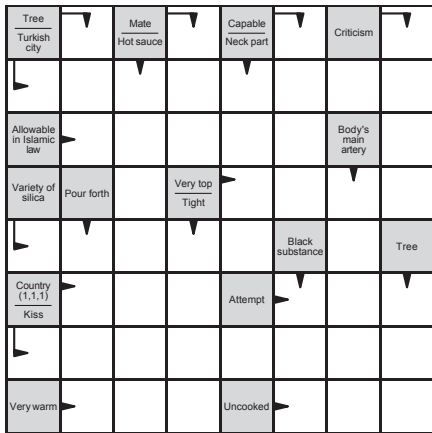 Tree
Turkish
city
Mate
Hot sauce
Capable
Neck part
Criticism
Allowable
in Islamic
law
Body's
main
artery
Variety of
silica
Pour forth
Very top
Tight
Black
substance
Tree
Country
(1,1,1)
Kiss
Attempt
Very warm
Uncooked